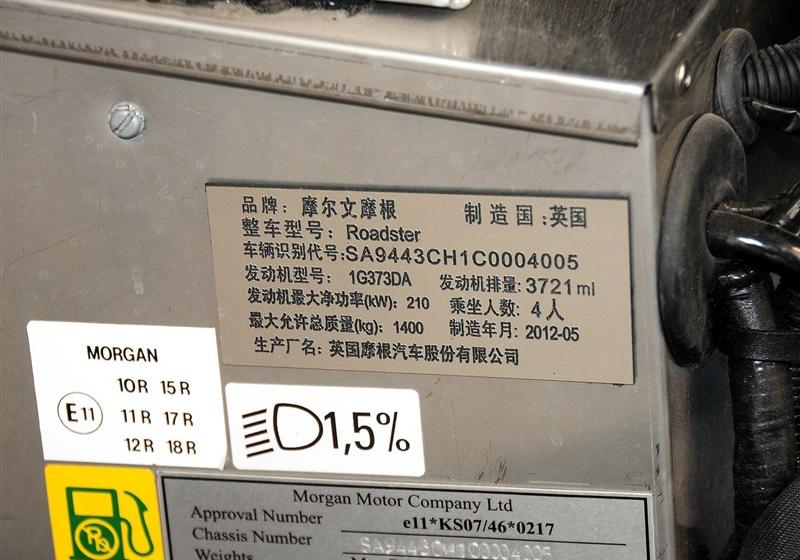 品牌：摩尔文摩根 制造国：英国
整车型号：Roadster
车辆识别代号：SA9443CH1C0004005
发动机型号：1G373DA 发动机排量：3721ml
发动机最大净功率(kW)：210 乘坐人数：4人
最大允许总质量(kg)：1400 制造年月：2012-05
生产厂名：英国摩根汽车股份有限公司
MORGAN
10R 15R
E11 11R 17R
12R 18R
1,5%
Morgan Motor Company Ltd
Approval Number e11*KS07/46*0217
Chassis Number SA9443CH1C0004005
Weights